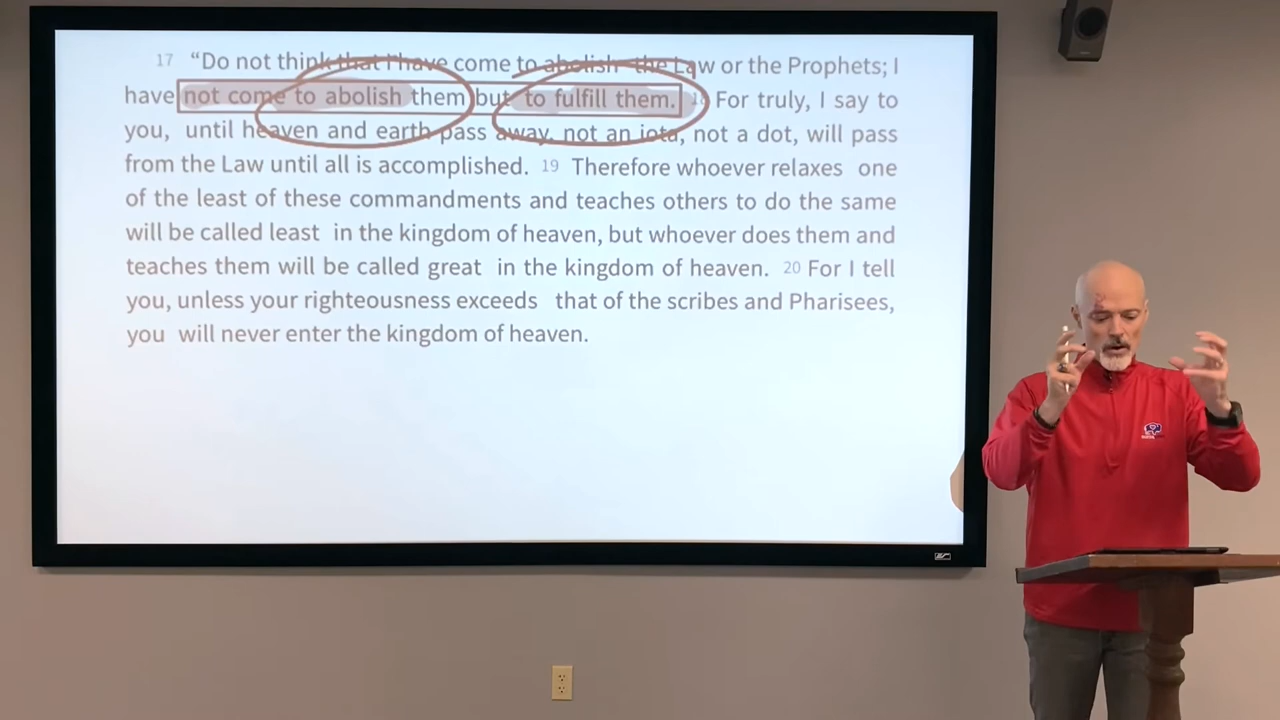 17 “Do not think that I have come to abolish the Law or the Prophets; I
have not come to abolish them but to fulfill them. For truly, I say to
you, until heaven and earth pass away, not an iota, not a dot, will pass
from the Law until all is accomplished. 19 Therefore whoever relaxes one
of the least of these commandments and teaches others to do the same
will be called least in the kingdom of heaven, but whoever does them and
teaches them will be called great in the kingdom of heaven. 20 For I tell
you, unless your righteousness exceeds that of the scribes and Pharisees,
you will never enter the kingdom of heaven.